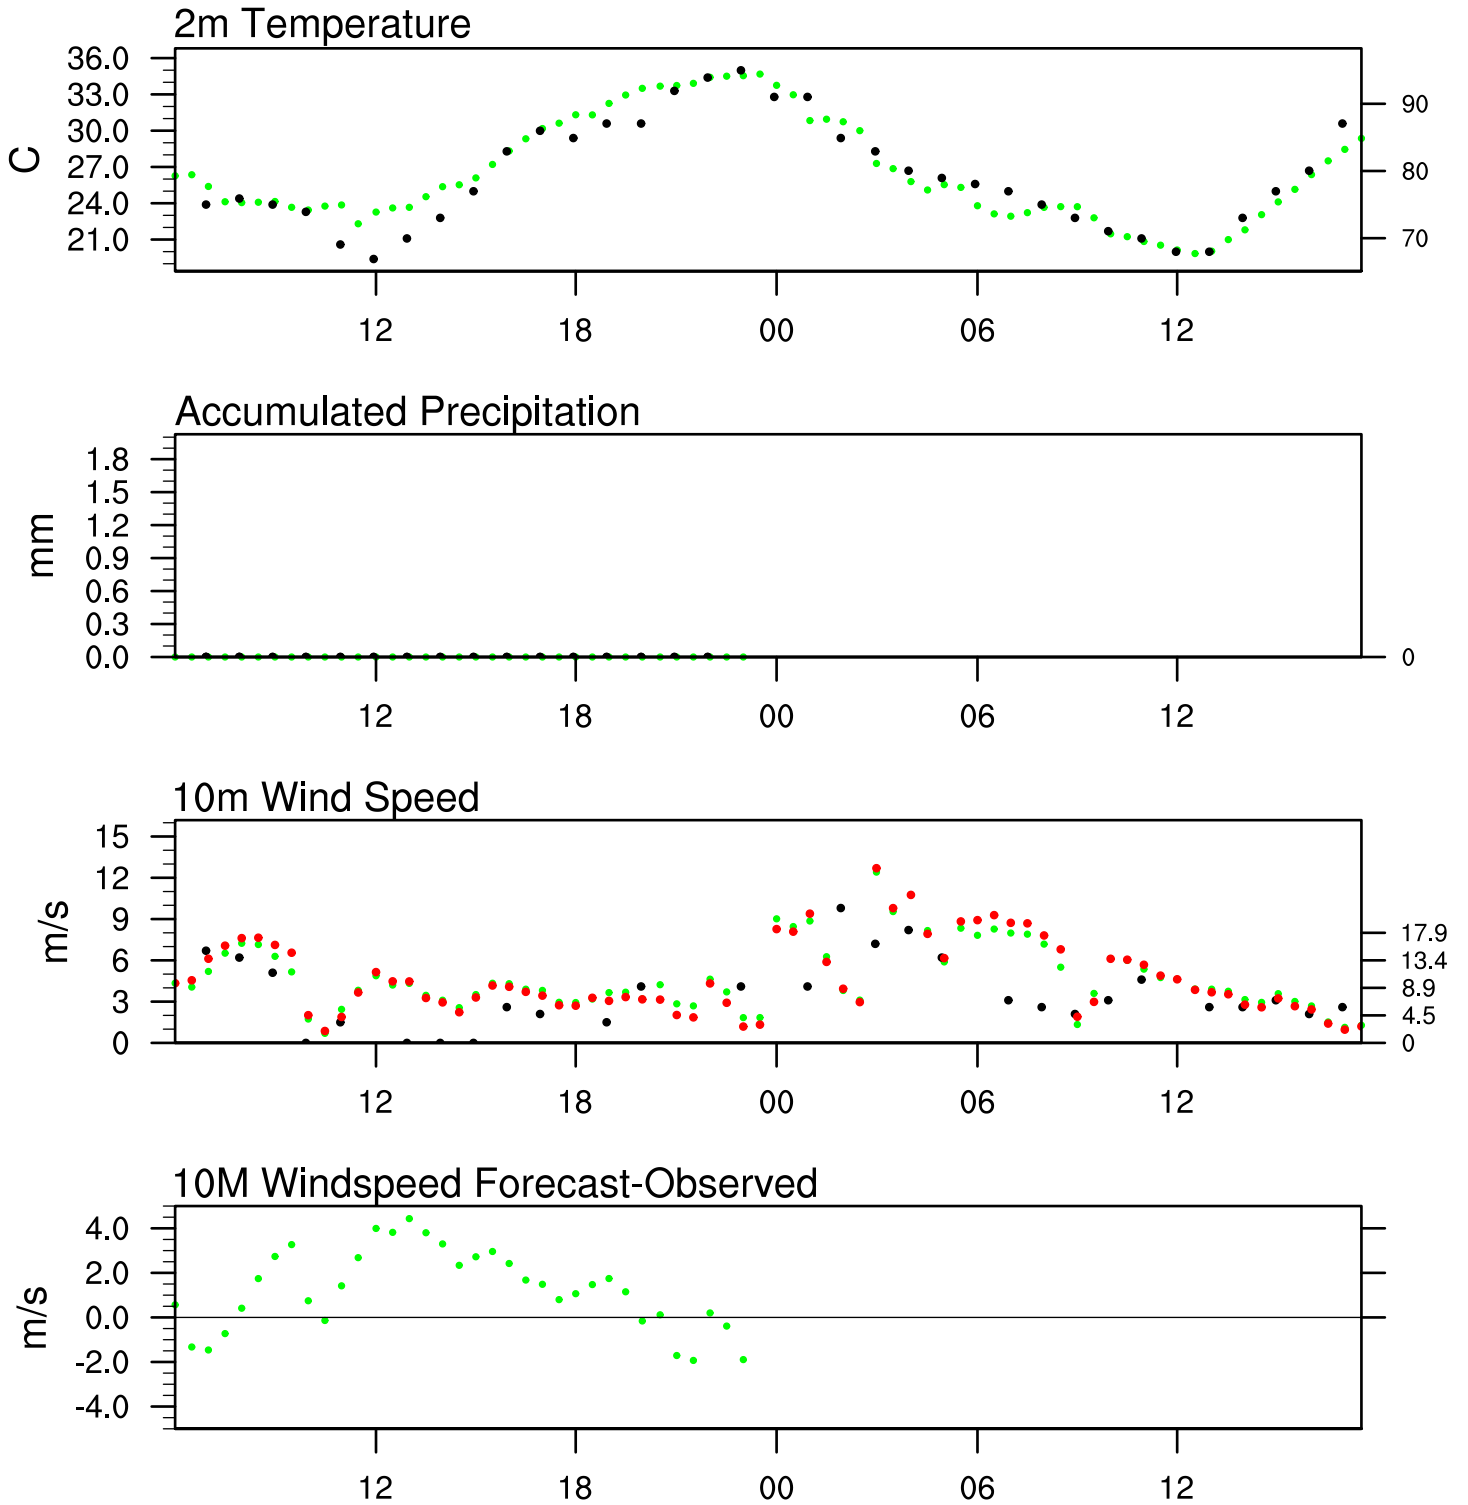 2m Temperature
36.0
33.0
30.0
27.0
24.0
21.0
C
90
80
70
12 18 00 06 12
Accumulated Precipitation
1.8
1.5
1.2
0.9
0.6
0.3
0.0
mm
0
12 18 00 06 12
10m Wind Speed
15
12
9
6
3
0
m/s
17.9
13.4
8.9
4.5
0
12 18 00 06 12
10M Windspeed Forecast-Observed
4.0
2.0
0.0
-2.0
-4.0
m/s
12 18 00 06 12